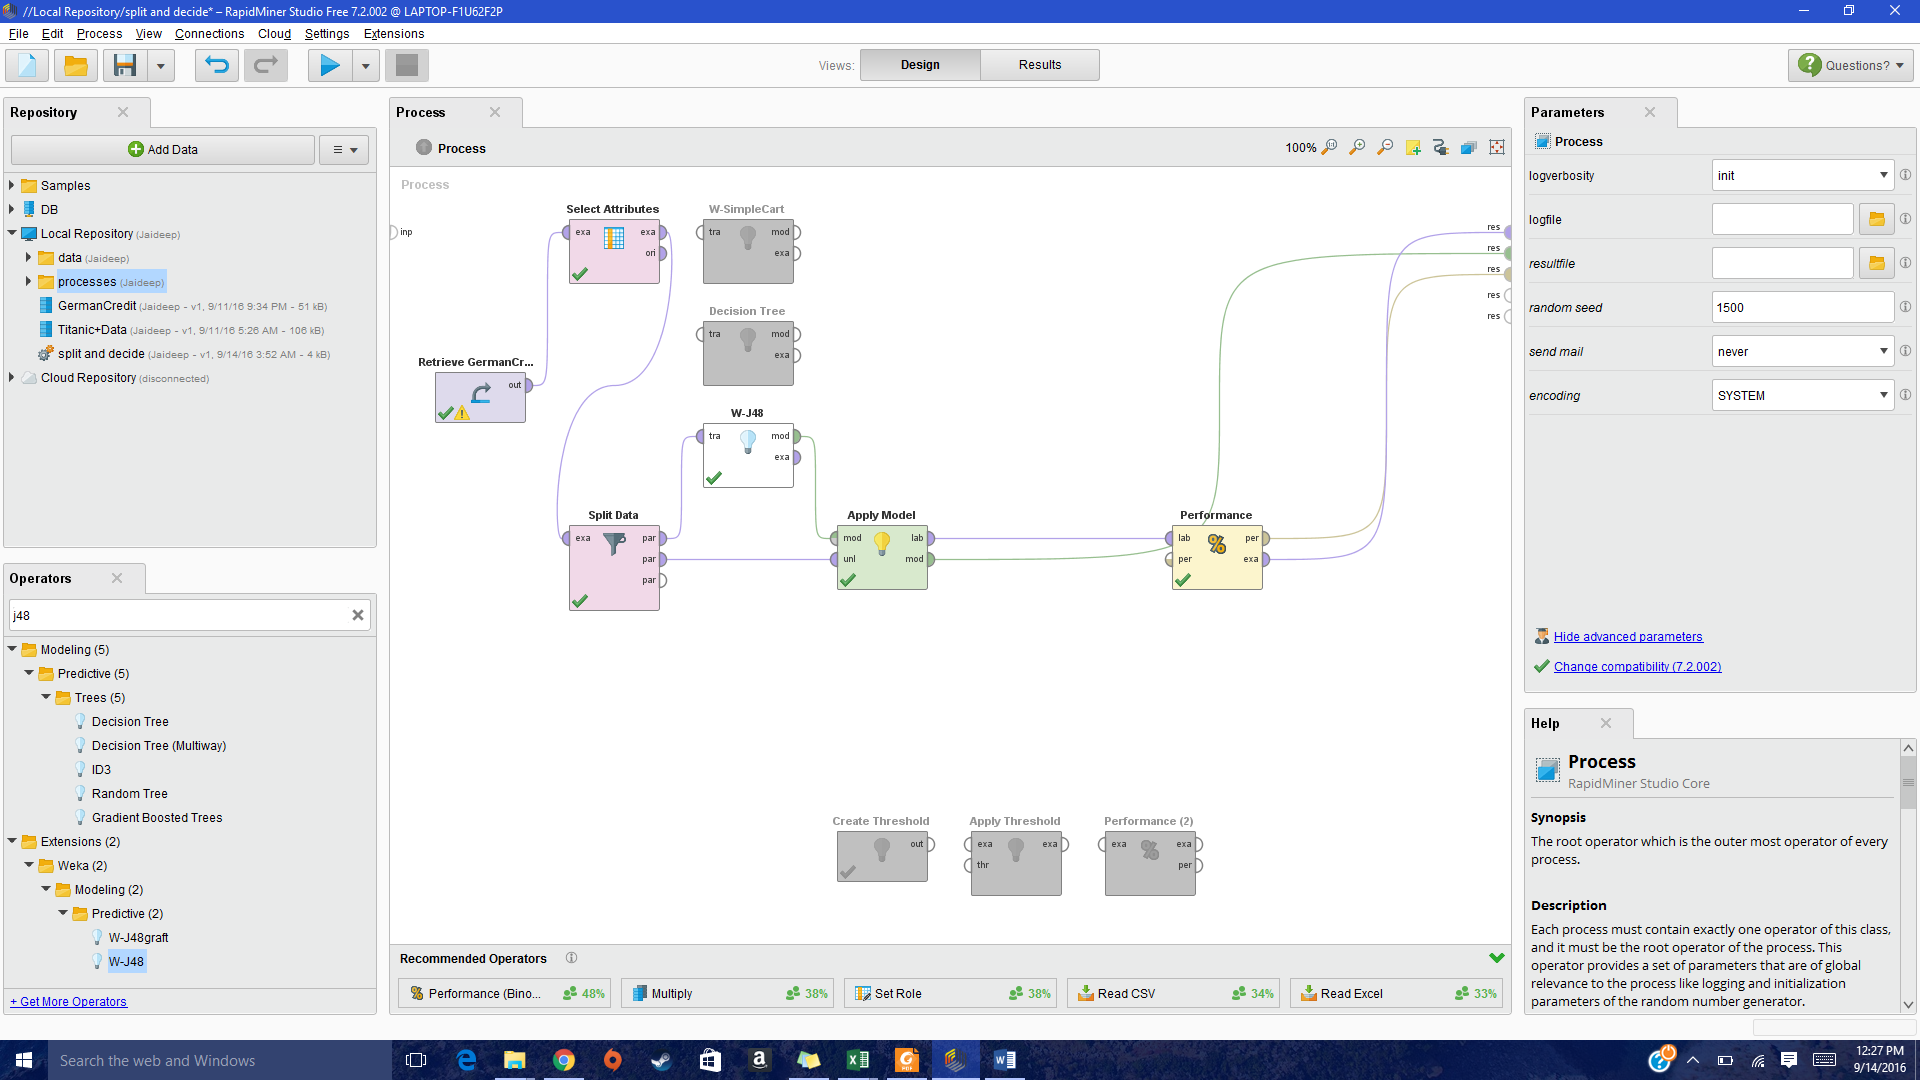 //Local Repository/split and decide* – RapidMiner Studio Free 7.2.002 @ LAPTOP-F1U62F2P
File Edit Process View Connections Cloud Settings Extensions
Views: Design Results
Questions?
Repository
Add Data
Samples
DB
Local Repository (Jaideep)
data (Jaideep)
processes (Jaideep)
GermanCredit (Jaideep - v1, 9/11/16 9:34 PM - 51 kB)
Titanic+Data (Jaideep - v1, 9/11/16 5:26 AM - 106 kB)
split and decide (Jaideep - v1, 9/14/16 3:52 AM - 4 kB)
Cloud Repository (disconnected)
Operators
j48
Modeling (5)
Predictive (5)
Trees (5)
Decision Tree
Decision Tree (Multiway)
ID3
Random Tree
Gradient Boosted Trees
Extensions (2)
Weka (2)
Modeling (2)
Predictive (2)
W-J48graft
W-J48
+ Get More Operators
Process
Process
100%
Process
inp
Select Attributes
exa exa
ori
W-SimpleCart
tra mod
exa
Decision Tree
tra mod
exa
Retrieve GermanCr...
out
W-J48
tra mod
exa
Split Data
exa par
par
par
Apply Model
mod lab
unl mod
Performance
lab per
per exa
res
res
res
res
res
Create Threshold
out
Apply Threshold
exa exa
thr
Performance (2)
exa exa
per
Recommended Operators
Performance (Bino... 48%
Multiply 38%
Set Role 38%
Read CSV 34%
Read Excel 33%
Parameters
Process
logverbosity init
logfile
resultfile
random seed 1500
send mail never
encoding SYSTEM
Hide advanced parameters
Change compatibility (7.2.002)
Help
Process
RapidMiner Studio Core
Synopsis
The root operator which is the outer most operator of every
process.
Description
Each process must contain exactly one operator of this class,
and it must be the root operator of the process. This
operator provides a set of parameters that are of global
relevance to the process like logging and initialization
parameters of the random number generator.
Search the web and Windows
12:27 PM
9/14/2016